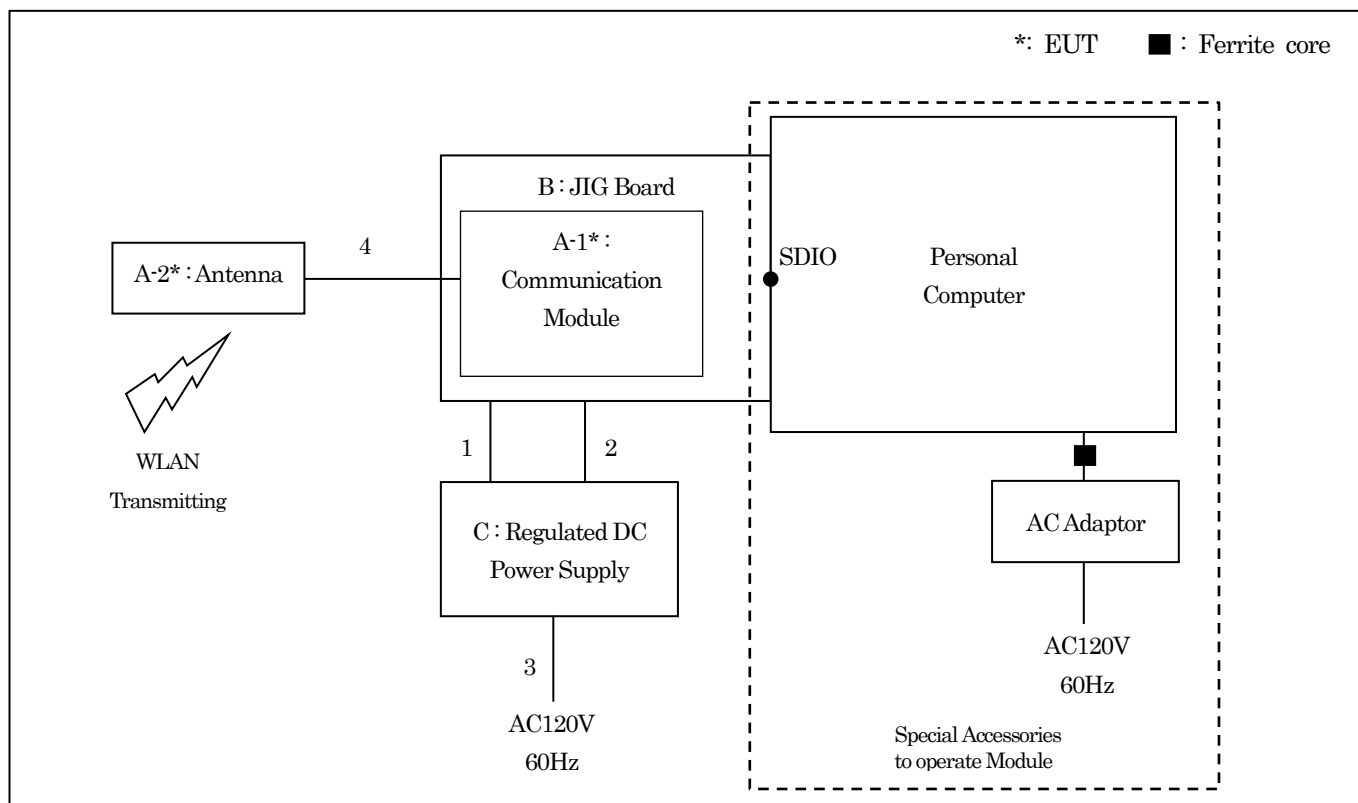 *: EUT ■ : Ferrite core
B : JIG Board
A-1* :
Communication
Module
4
A-2* : Antenna
SDIO
Personal
Computer
WLAN
Transmitting
1
2
C : Regulated DC
Power Supply
AC Adaptor
3
AC120V
60Hz
AC120V
60Hz
Special Accessories
to operate Module